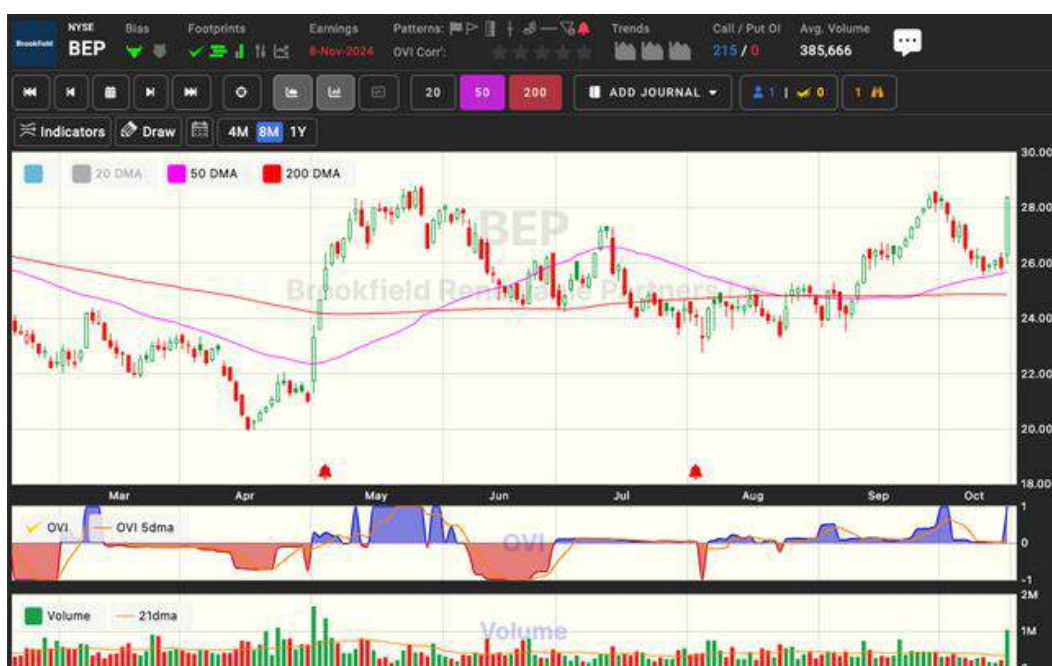 Brookfield
NYSE
BEP
Bias
Footprints
Earnings
8-Nov-2024
Patterns:
OVI Corr':
Trends
Call / Put OI
215 / 0
Avg. Volume
385,666
20
50
200
ADD JOURNAL
1 | 0
1
Indicators
Draw
4M 8M 1Y
20 DMA
50 DMA
200 DMA
BEP
Brookfield Renewable Partners
30.00
28.00
26.00
24.00
22.00
20.00
18.00
Mar
Apr
May
Jun
Jul
Aug
Sep
Oct
OVI
OVI 5dma
OVI
1
0
-1
Volume
21dma
Volume
2M
1M
0